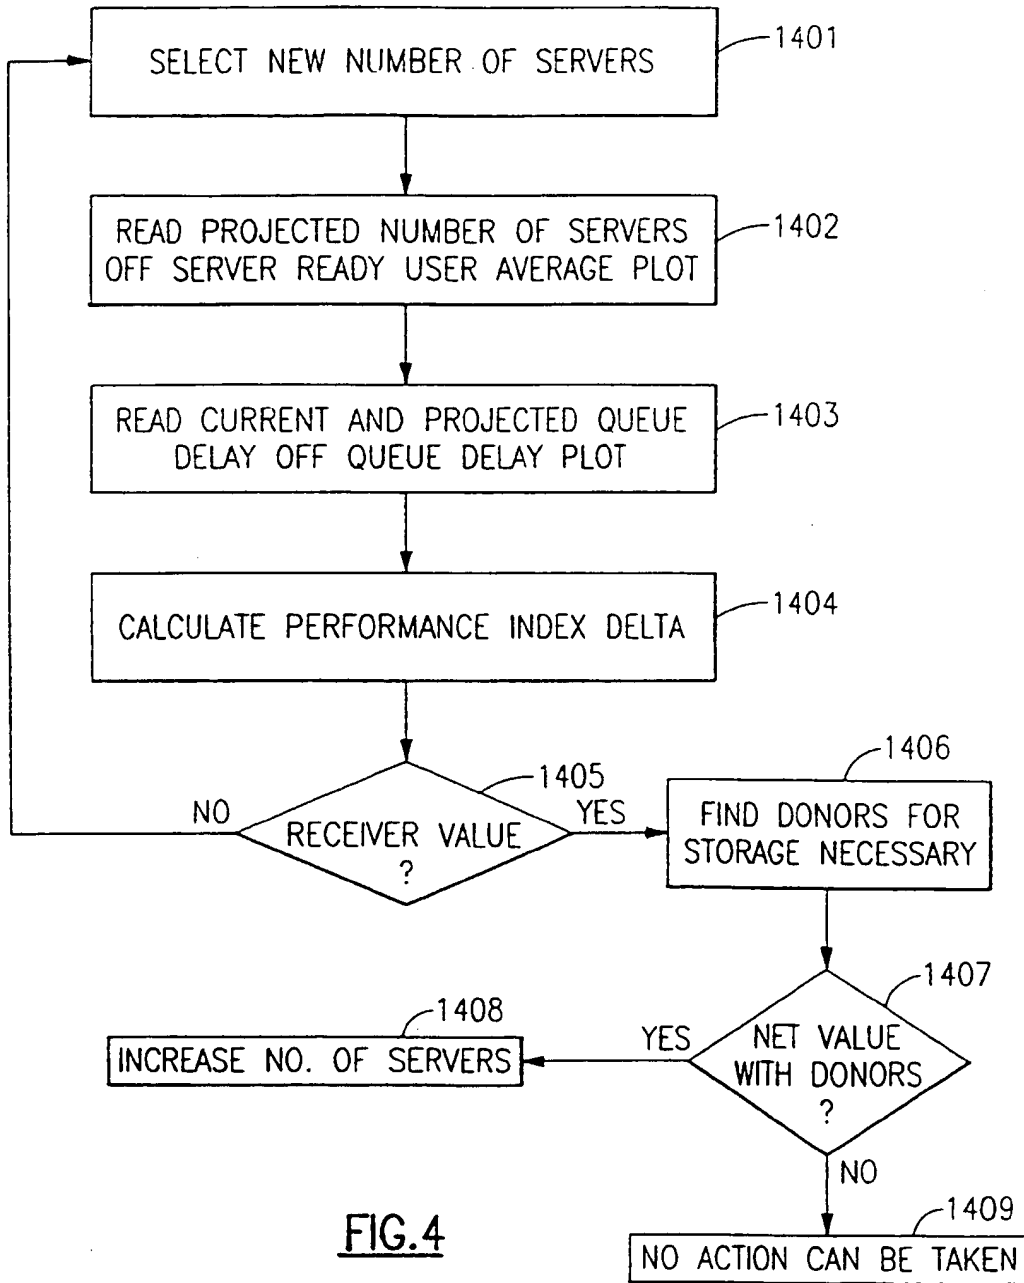 1401
SELECT NEW NUMBER OF SERVERS
1402
READ PROJECTED NUMBER OF SERVERS
OFF SERVER READY USER AVERAGE PLOT
1403
READ CURRENT AND PROJECTED QUEUE
DELAY OFF QUEUE DELAY PLOT
1404
CALCULATE PERFORMANCE INDEX DELTA
1405
NO
RECEIVER VALUE
?
YES
1406
FIND DONORS FOR
STORAGE NECESSARY
1407
NET VALUE
WITH DONORS
?
YES
1408
INCREASE NO. OF SERVERS
NO
1409
NO ACTION CAN BE TAKEN
FIG.4